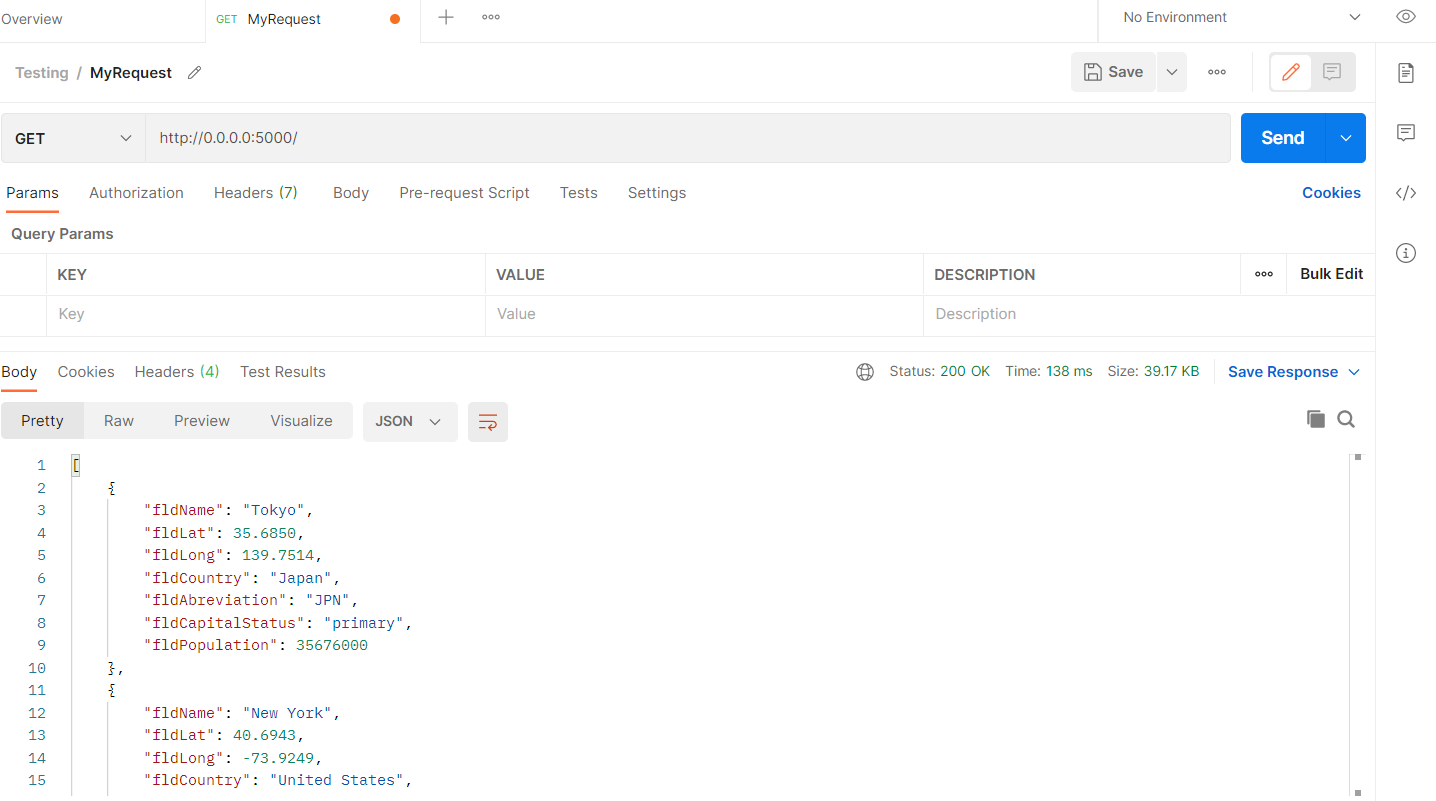 Overview GET MyRequest No Environment
Testing / MyRequest Save
GET http://0.0.0.0:5000/ Send
Params Authorization Headers (7) Body Pre-request Script Tests Settings Cookies
Query Params
KEY VALUE DESCRIPTION Bulk Edit
Key Value Description
Body Cookies Headers (4) Test Results Status: 200 OK Time: 138 ms Size: 39.17 KB Save Response
Pretty Raw Preview Visualize JSON
1 [
2 {
3 "fldName": "Tokyo",
4 "fldLat": 35.6850,
5 "fldLong": 139.7514,
6 "fldCountry": "Japan",
7 "fldAbreviation": "JPN",
8 "fldCapitalStatus": "primary",
9 "fldPopulation": 35676000
10 },
11 {
12 "fldName": "New York",
13 "fldLat": 40.6943,
14 "fldLong": -73.9249,
15 "fldCountry": "United States",